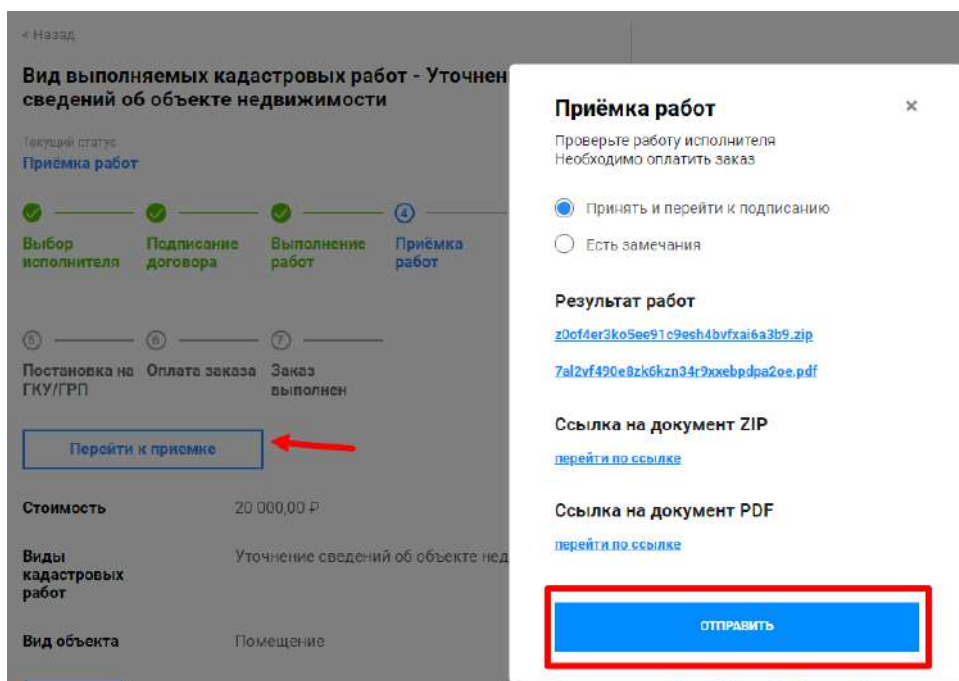 < Назад
Вид выполняемых кадастровых работ - Уточнен
сведений об объекте недвижимости
Текущий статус
Приёмка работ
Выбор
исполнителя
Подписание
договора
Выполнение
работ
4
Приёмка
работ
5
Постановка на
ГКУ/ГРП
6
Оплата заказа
7
Заказ
выполнен
Перейти к приемке
Стоимость
20 000,00 ₽
Виды
кадастровых
работ
Уточнение сведений об объекте нед
Вид объекта
Помещение
Приёмка работ
×
Проверьте работу исполнителя
Необходимо оплатить заказ
Принять и перейти к подписанию
Есть замечания
Результат работ
z0of4er3ko5ee91c9esh4bvfxai6a3b9.zip
7al2vf490e8zk6kzn34r9xxebpdpa2oe.pdf
Ссылка на документ ZIP
перейти по ссылке
Ссылка на документ PDF
перейти по ссылке
ОТПРАВИТЬ